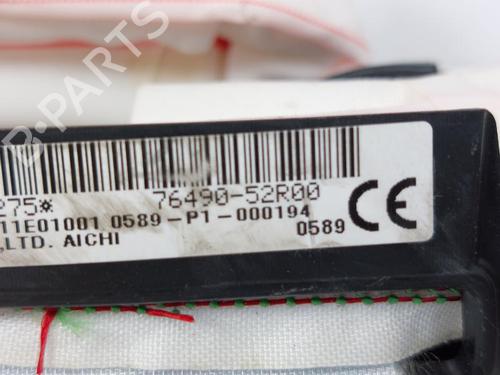 B-PARTS
275* 76490-52R00
11E01001 0589-P1-000194
,LTD. AICHI 0589
CE